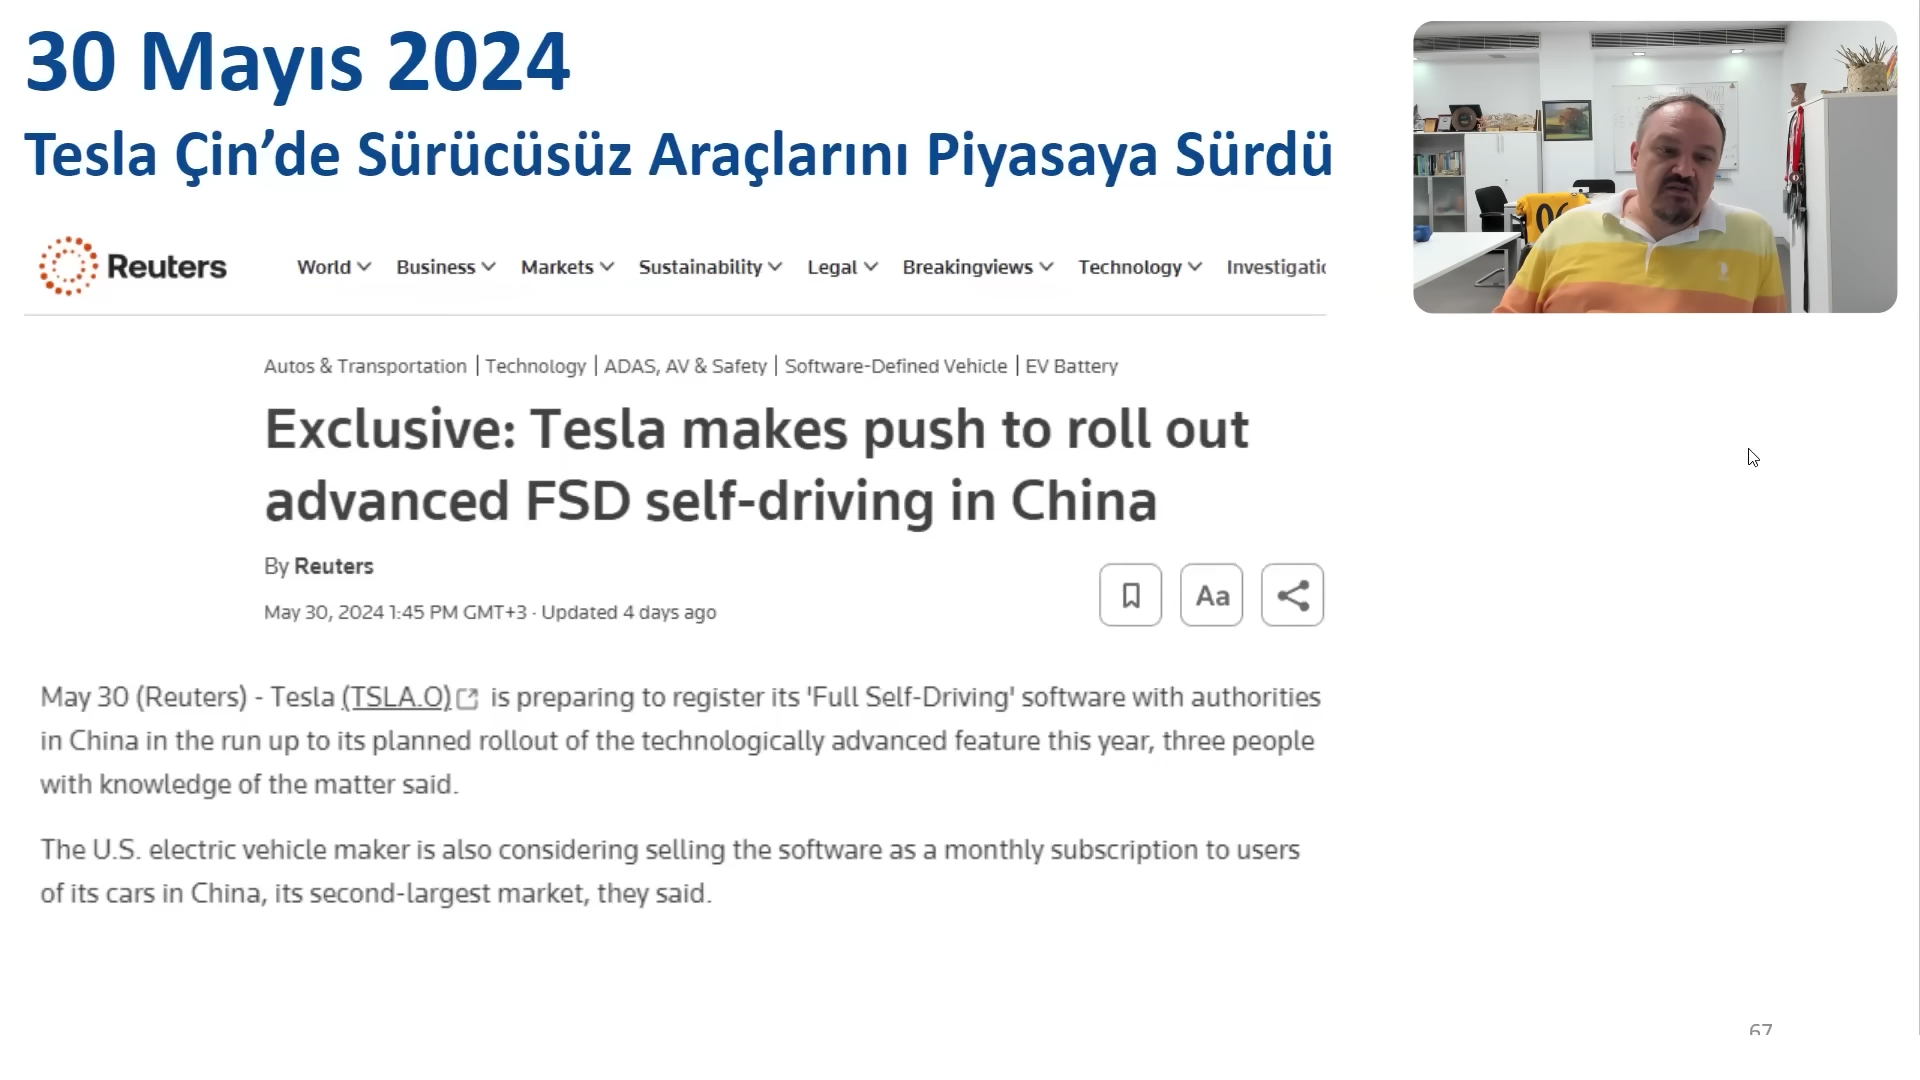 30 Mayıs 2024
Tesla Çin’de Sürücüsüz Araçlarını Piyasaya Sürdü
Reuters
World Business Markets Sustainability Legal Breakingviews Technology Investigatic
Autos & Transportation | Technology | ADAS, AV & Safety | Software-Defined Vehicle | EV Battery
Exclusive: Tesla makes push to roll out
advanced FSD self-driving in China
By Reuters
May 30, 2024 1:45 PM GMT+3 · Updated 4 days ago
Aa
May 30 (Reuters) - Tesla (TSLA.O) is preparing to register its 'Full Self-Driving' software with authorities
in China in the run up to its planned rollout of the technologically advanced feature this year, three people
with knowledge of the matter said.
The U.S. electric vehicle maker is also considering selling the software as a monthly subscription to users
of its cars in China, its second-largest market, they said.
06
67